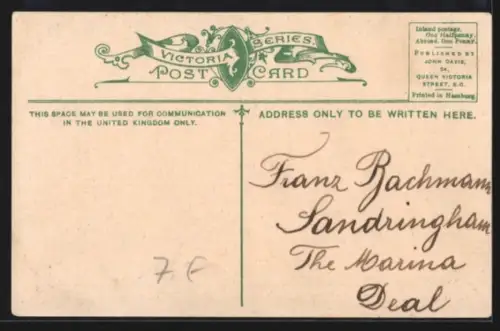 VICTORIA SERIES.
POST CARD
Inland postage,
One Halfpenny.
Abroad, One Penny.
PUBLISHED BY
JOHN DAVIS,
24,
QUEEN VICTORIA
STREET, E.C.
Printed in Hamburg
THIS SPACE MAY BE USED FOR COMMUNICATION
IN THE UNITED KINGDOM ONLY.
ADDRESS ONLY TO BE WRITTEN HERE.
Franz Bachmann
Sandringham
The Marina
Deal
7 E